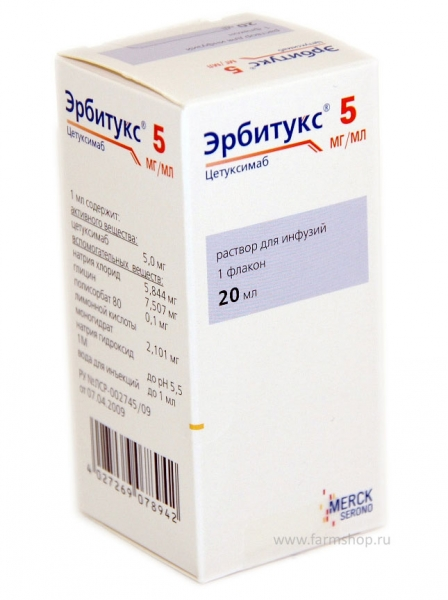 20 мл
раствор для инфузий
Эрбитукс® 5
мг/мл
Цетуксимаб
1 мл содержит:
активного вещества:
цетуксимаб 5,0 мг
вспомогательных веществ:
натрия хлорид 5,844 мг
глицин 7,507 мг
полисорбат 80 0,1 мг
лимонной кислоты
моногидрат 2,101 мг
натрия гидроксид
1М до pH 5,5
вода для инъекций до 1 мл
РУ №ЛСР-002745/09
от 07.04.2009
4 027269 078942
Эрбитукс® 5
мг/мл
Цетуксимаб
раствор для инфузий
1 флакон
20 мл
MERCK
SERONO
www.farmshop.ru